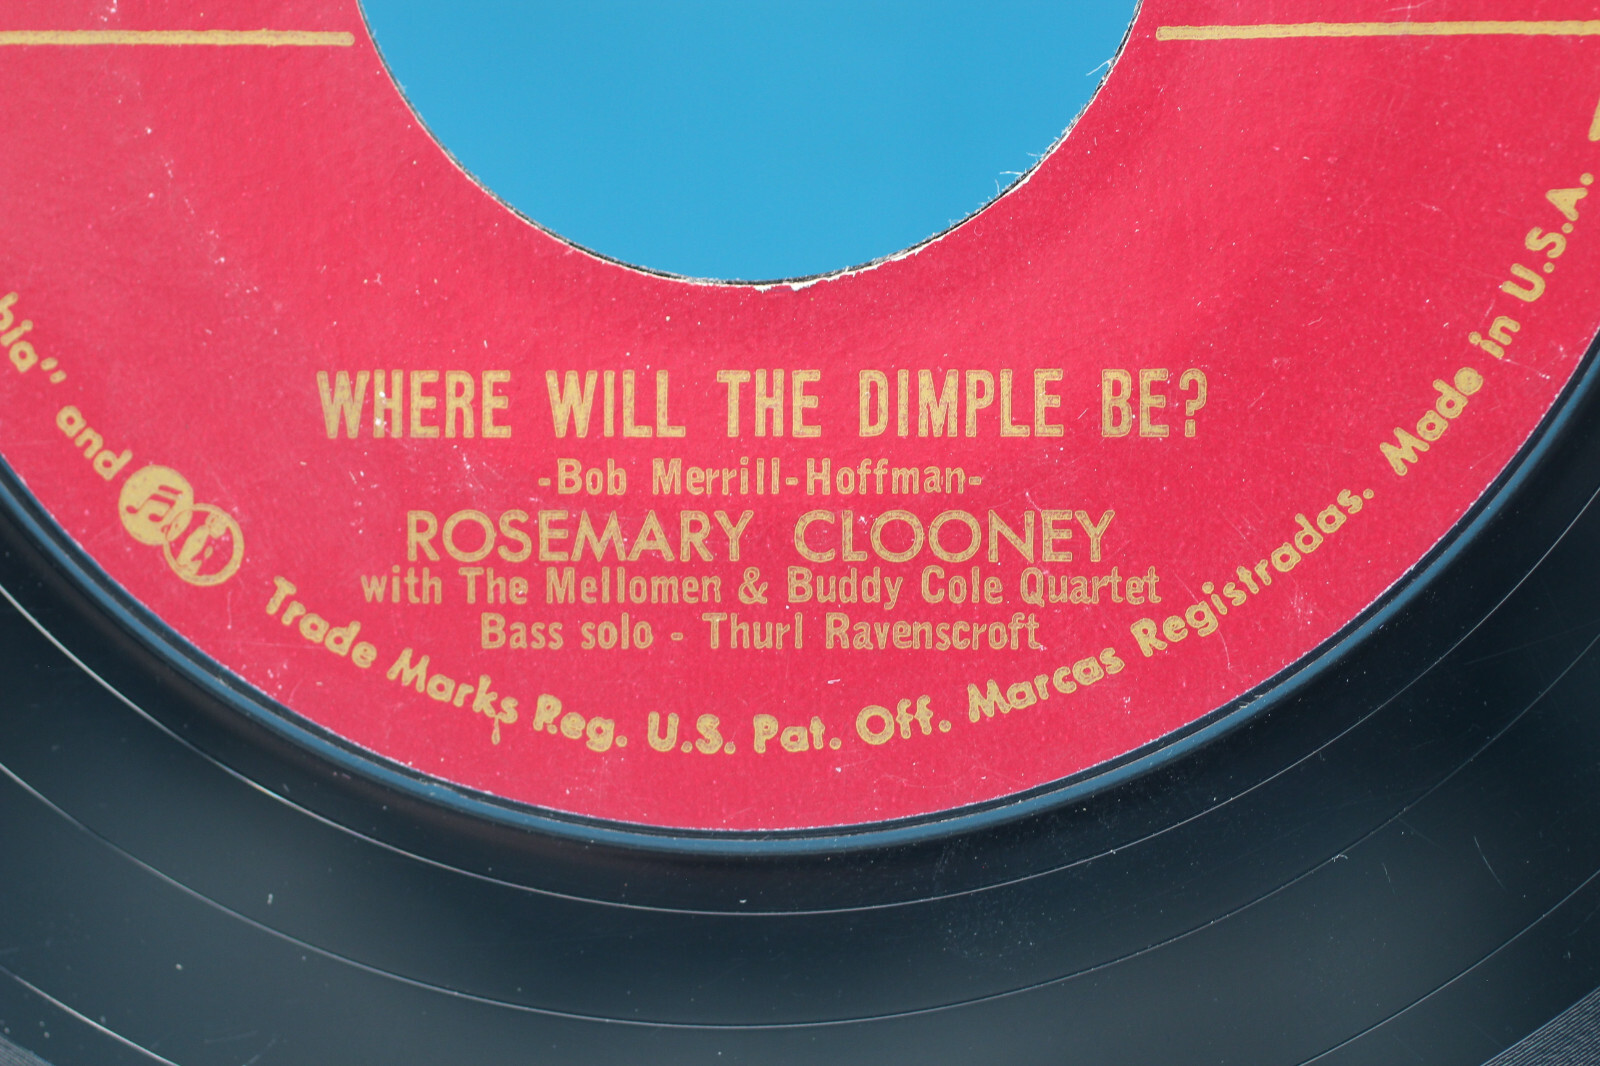 WHERE WILL THE DIMPLE BE?
-Bob Merrill-Hoffman-
ROSEMARY CLOONEY
with The Mellomen & Buddy Cole Quartet
Bass solo - Thurl Ravenscroft
bia" and Trade Marks Reg. U.S. Pat. Off. Marcas Registradas. Made in U.S.A.